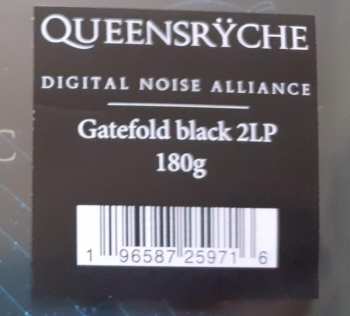 QUEENSRŸCHE
DIGITAL NOISE ALLIANCE
Gatefold black 2LP
180g
C
1 96587 25971 6